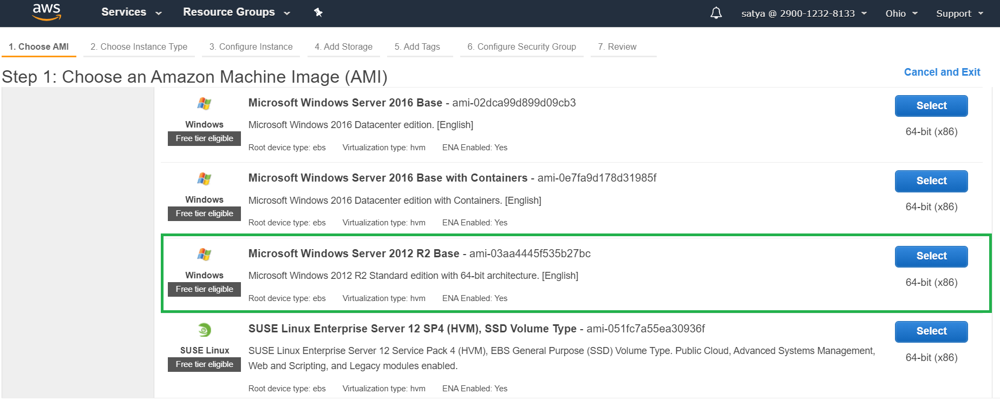 aws Services Resource Groups satya @ 2900-1232-8133 Ohio Support
1. Choose AMI 2. Choose Instance Type 3. Configure Instance 4. Add Storage 5. Add Tags 6. Configure Security Group 7. Review
Step 1: Choose an Amazon Machine Image (AMI)
Cancel and Exit
Microsoft Windows Server 2016 Base - ami-02dca99d899d09cb3
Select
Windows
Microsoft Windows 2016 Datacenter edition. [English]
64-bit (x86)
Free tier eligible
Root device type: ebs Virtualization type: hvm ENA Enabled: Yes
Microsoft Windows Server 2016 Base with Containers - ami-0e7fa9d178d31985f
Select
Windows
Microsoft Windows 2016 Datacenter edition with Containers. [English]
64-bit (x86)
Free tier eligible
Root device type: ebs Virtualization type: hvm ENA Enabled: Yes
Microsoft Windows Server 2012 R2 Base - ami-03aa4445f535b27bc
Select
Windows
Microsoft Windows 2012 R2 Standard edition with 64-bit architecture. [English]
64-bit (x86)
Free tier eligible
Root device type: ebs Virtualization type: hvm ENA Enabled: Yes
SUSE Linux Enterprise Server 12 SP4 (HVM), SSD Volume Type - ami-051fc7a55ea30936f
Select
SUSE Linux
SUSE Linux Enterprise Server 12 Service Pack 4 (HVM), EBS General Purpose (SSD) Volume Type. Public Cloud, Advanced Systems Management,
Web and Scripting, and Legacy modules enabled.
64-bit (x86)
Free tier eligible
Root device type: ebs Virtualization type: hvm ENA Enabled: Yes